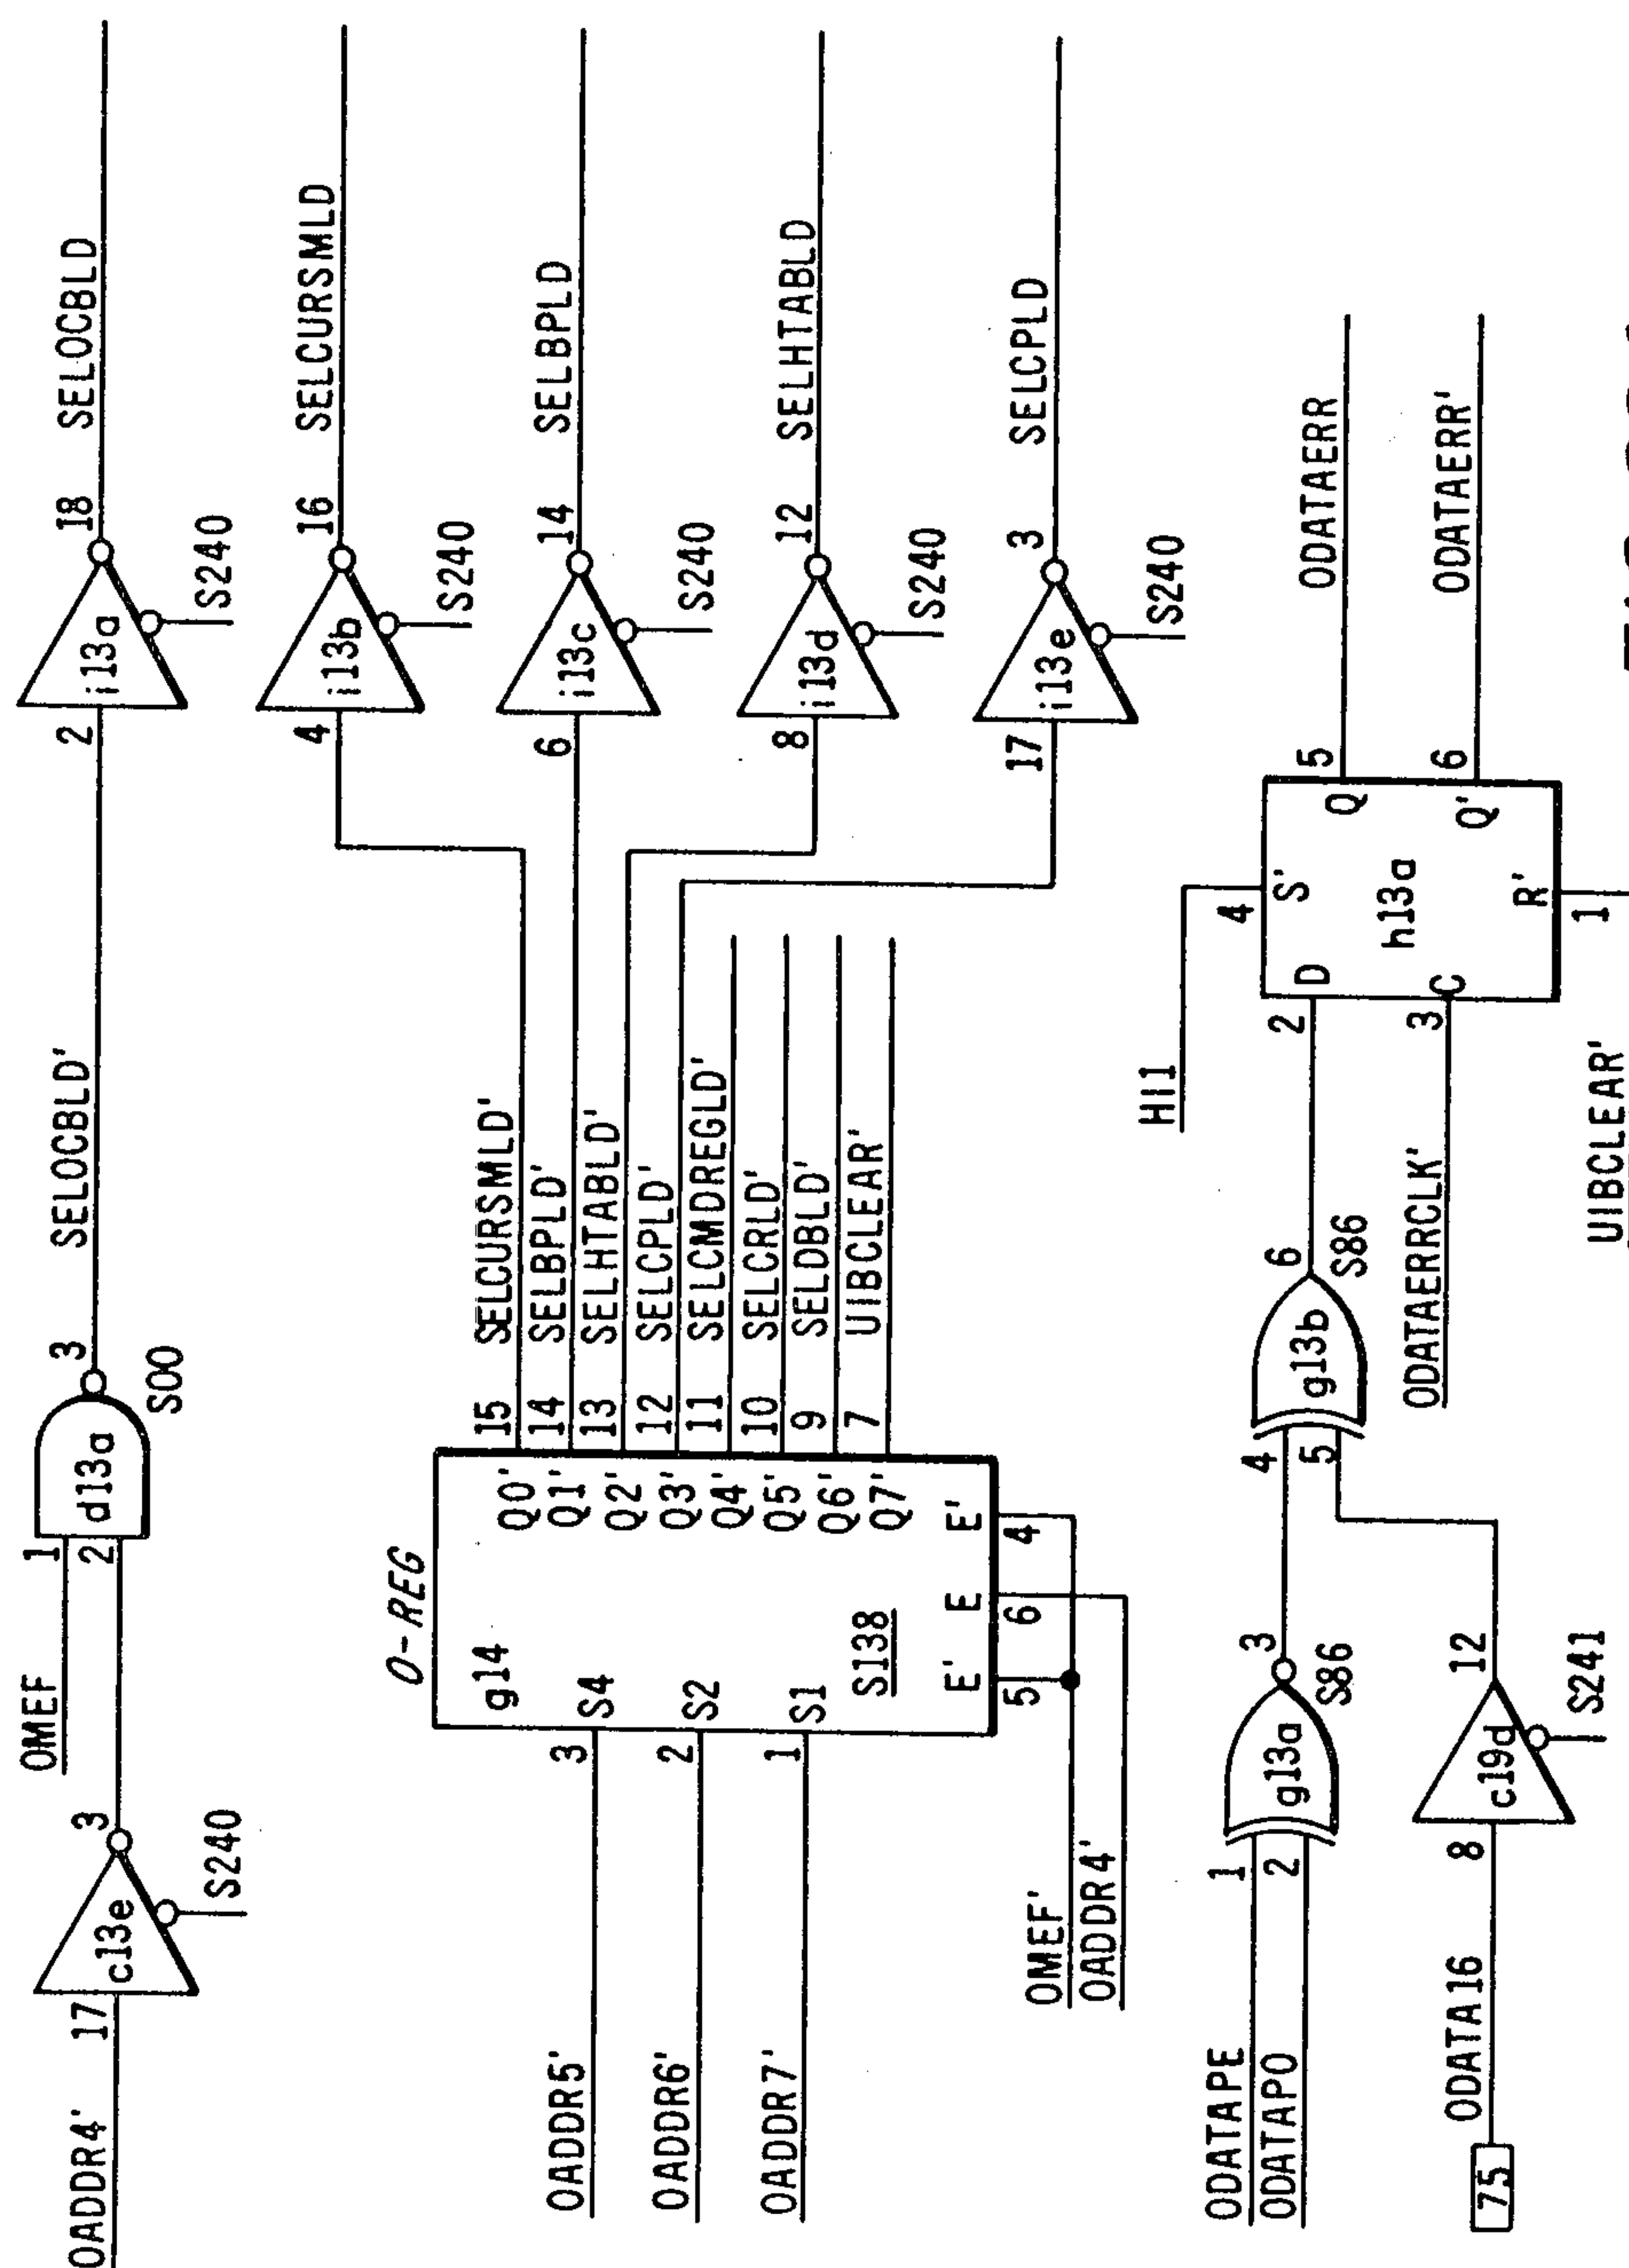 OADDR4' 17 c13e 3 S240
OMEF 1 2 d13a 3 S00
SELOCBLD' 2 i13a 18 SELOCBLD S240
4 i13b 16 SELCURSMLD S240
6 i13c 14 SELBPLD S240
8 i13d 12 SELHTABLD S240
17 i13e 3 SELCPLD S240
O-REG
g14
S138
OADDR5' 3 S4
OADDR6' 2 S2
OADDR7' 1 S1
Q0' 15 SELCURSMLD'
Q1' 14 SELBPLD'
Q2' 13 SELHTABLD'
Q3' 12 SELCPLD'
Q4' 11 SELCMDREGLD'
Q5' 10 SELCRLD'
Q6' 9 SELDBLD'
Q7' 7 UIBCLEAR'
E' E E'
5 6 4
OMEF'
OADDR4'
ODATAPE 1
ODATAPO 2
g13a 3 S86
75 ODATA16 8 c19d 12 S241
4 5 g13b 6 S86
HI1 4 S'
2 D
ODATAERRCLK' 3 C
h13a
Q 5 ODATAERR
Q' 6 ODATAERR'
R' 1
UIBCLEAR'